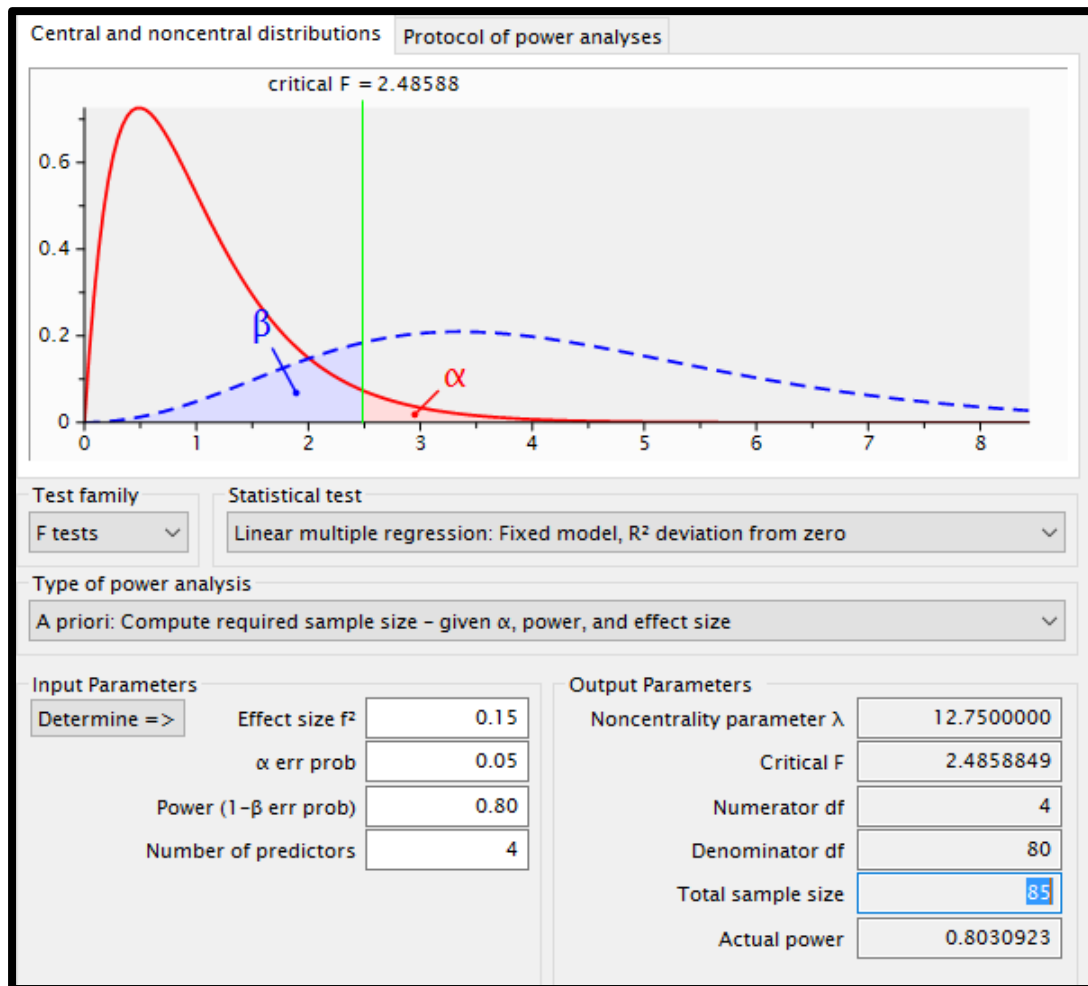 Central and noncentral distributions Protocol of power analyses
critical F = 2.48588
0.6
0.4
0.2
0
β
α
0 1 2 3 4 5 6 7 8
Test family Statistical test
F tests Linear multiple regression: Fixed model, R² deviation from zero
Type of power analysis
A priori: Compute required sample size – given α, power, and effect size
Input Parameters Output Parameters
Determine => Effect size f² 0.15 Noncentrality parameter λ 12.7500000
α err prob 0.05 Critical F 2.4858849
Power (1-β err prob) 0.80 Numerator df 4
Number of predictors 4 Denominator df 80
Total sample size 85
Actual power 0.8030923